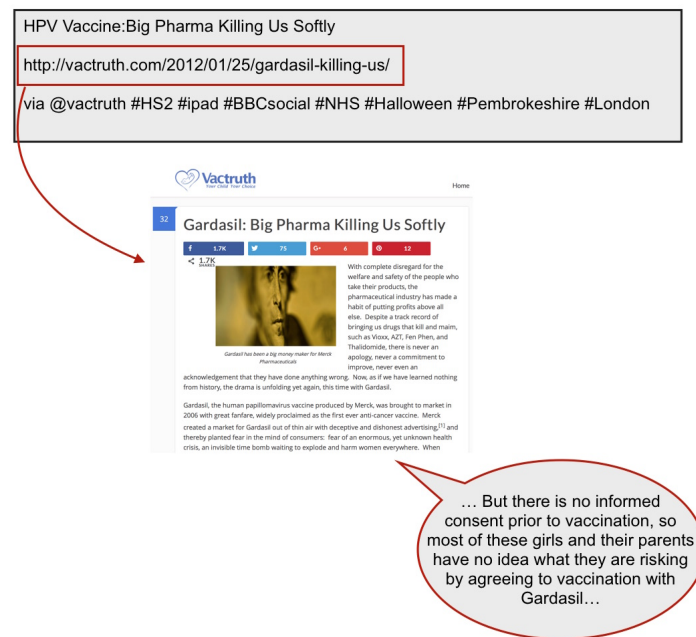 HPV Vaccine:Big Pharma Killing Us Softly
http://vactruth.com/2012/01/25/gardasil-killing-us/
via @vactruth #HS2 #ipad #BBCsocial #NHS #Halloween #Pembrokeshire #London
Vactruth
Your Child Your Choice
Home
32
Gardasil: Big Pharma Killing Us Softly
f 1.7K 75 G+ 6 12
1.7K
SHARES
With complete disregard for the
welfare and safety of the people who
take their products, the
pharmaceutical industry has made a
habit of putting profits above all
else. Despite a track record of
bringing us drugs that kill and maim,
such as Vioxx, AZT, Fen Phen, and
Thalidomide, there is never an
apology, never a commitment to
improve, never even an
Gardasil has been a big money maker for Merck
Pharmaceuticals
acknowledgement that they have done anything wrong. Now, as if we have learned nothing
from history, the drama is unfolding yet again, this time with Gardasil.
Gardasil, the human papillomavirus vaccine produced by Merck, was brought to market in
2006 with great fanfare, widely proclaimed as the first ever anti-cancer vaccine. Merck
created a market for Gardasil out of thin air with deceptive and dishonest advertising,[1] and
thereby planted fear in the mind of consumers: fear of an enormous, yet unknown health
crisis, an invisible time bomb waiting to explode and harm women everywhere. When
… But there is no informed
consent prior to vaccination, so
most of these girls and their parents
have no idea what they are risking
by agreeing to vaccination with
Gardasil…